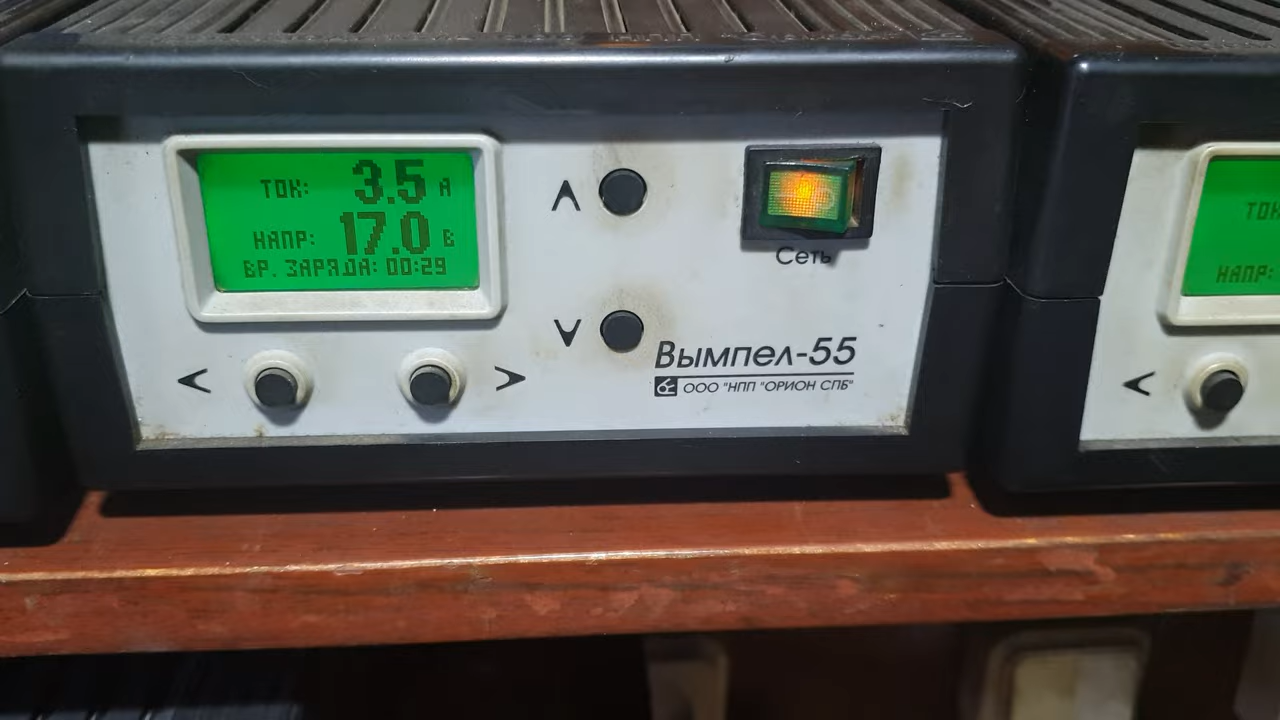 ТОК: 3.5 А
НАПР: 17.0 В
ВР. ЗАРЯДА: 00:29
Сеть
Вымпел-55
ООО "НПП "ОРИОН СПБ"
ТОК
НАПР: